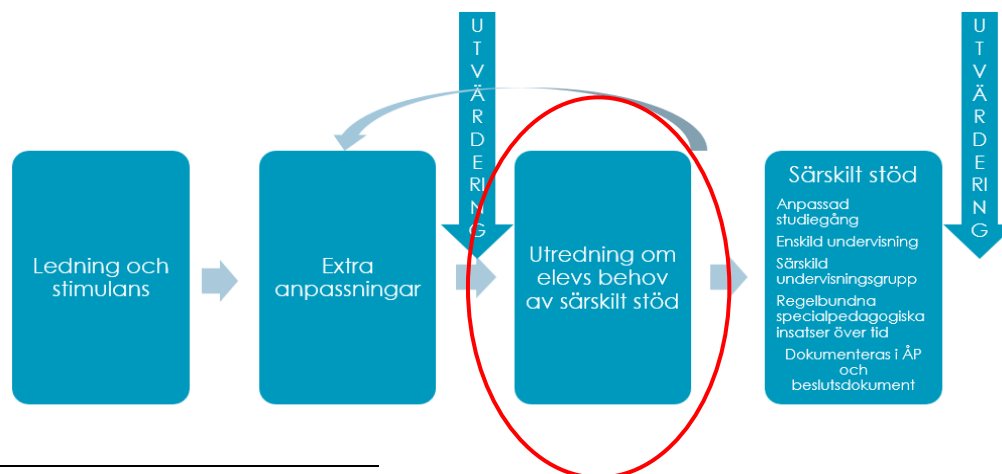 UTVÄRDERING
Ledning och
stimulans
Extra
anpassningar
Utredning om
elevs behov
av särskilt stöd
Särskilt stöd
Anpassad
studiegång
Enskild undervisning
Särskild
undervisningsgrupp
Regelbundna
specialpedagogiska
insatser över tid
Dokumenteras i ÅP
och
beslutsdokument
UTVÄRDERING